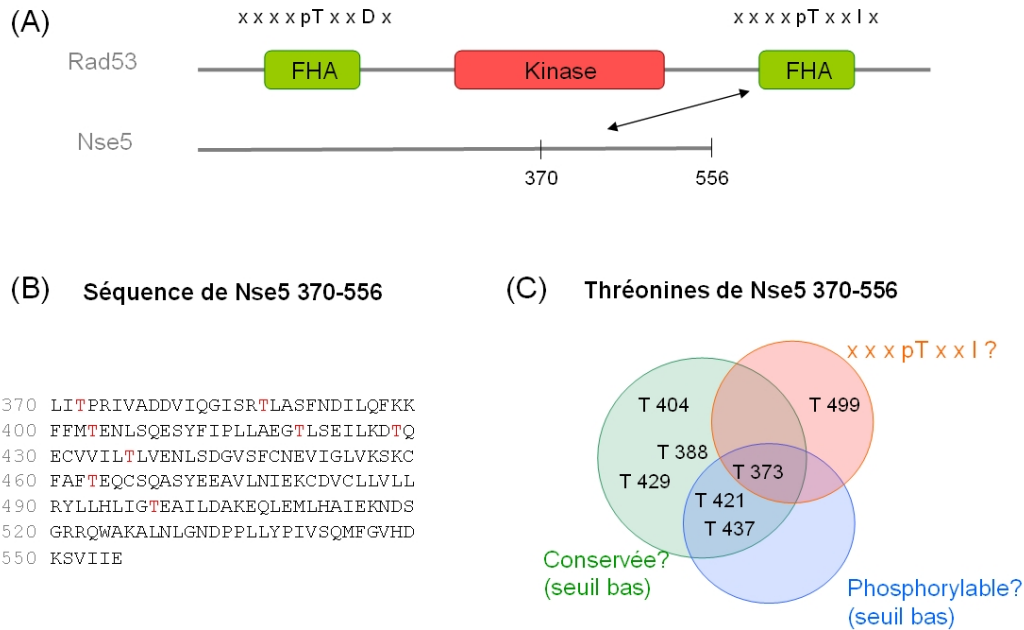 (A)
x x x x pT x x D x
x x x x pT x x I x
Rad53
FHA
Kinase
FHA
Nse5
370
556
(B)
Séquence de Nse5 370-556
370 LITPRIVADDVIQGISRTLASFNDILQFKK
400 FFMTENLSQESYFIPLLAEGTLSEILKDTQ
430 ECVVILTLVENLSDGVSFCNEVIGLVKSKC
460 FAFTEQCSQASYEEAVLNIEKCDVCLLVLL
490 RYLLHLIGTEAILDAKEQLEMLHAIEKNDS
520 GRRQWAKALNLGNDPPLLYPIVSQMFGVHD
550 KSVIIE
(C)
Thréonines de Nse5 370-556
x x x pT x x I ?
T 404
T 499
T 388
T 373
T 429
T 421
T 437
Conservée?
(seuil bas)
Phosphorylable?
(seuil bas)